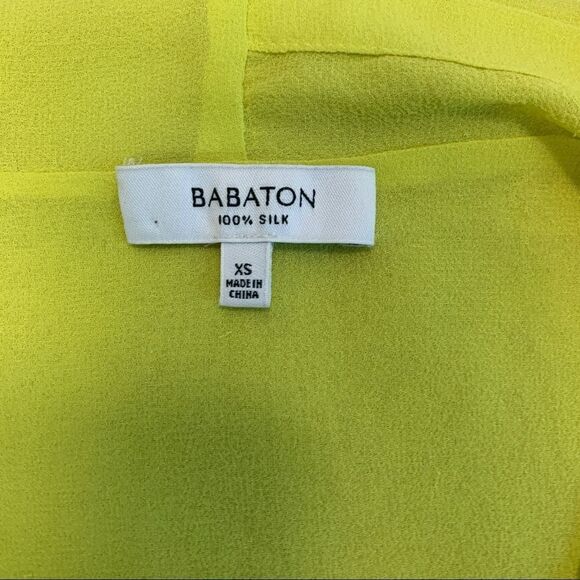 BABATON
100% SILK
XS
MADE IN
CHINA